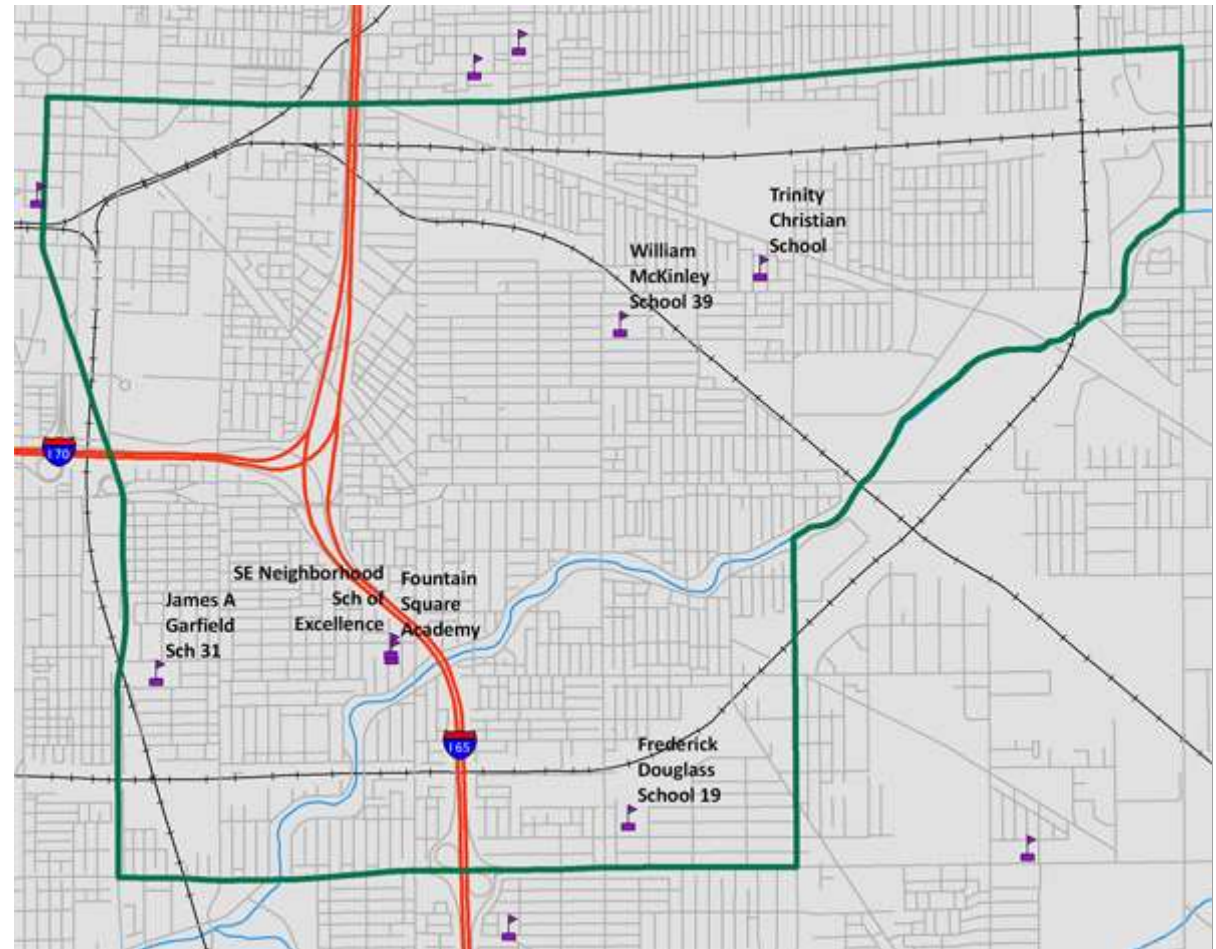 Trinity
Christian
School
William
McKinley
School 39
I 70
SE Neighborhood
Sch of
Excellence
Fountain
Square
Academy
James A
Garfield
Sch 31
I 65
Frederick
Douglass
School 19